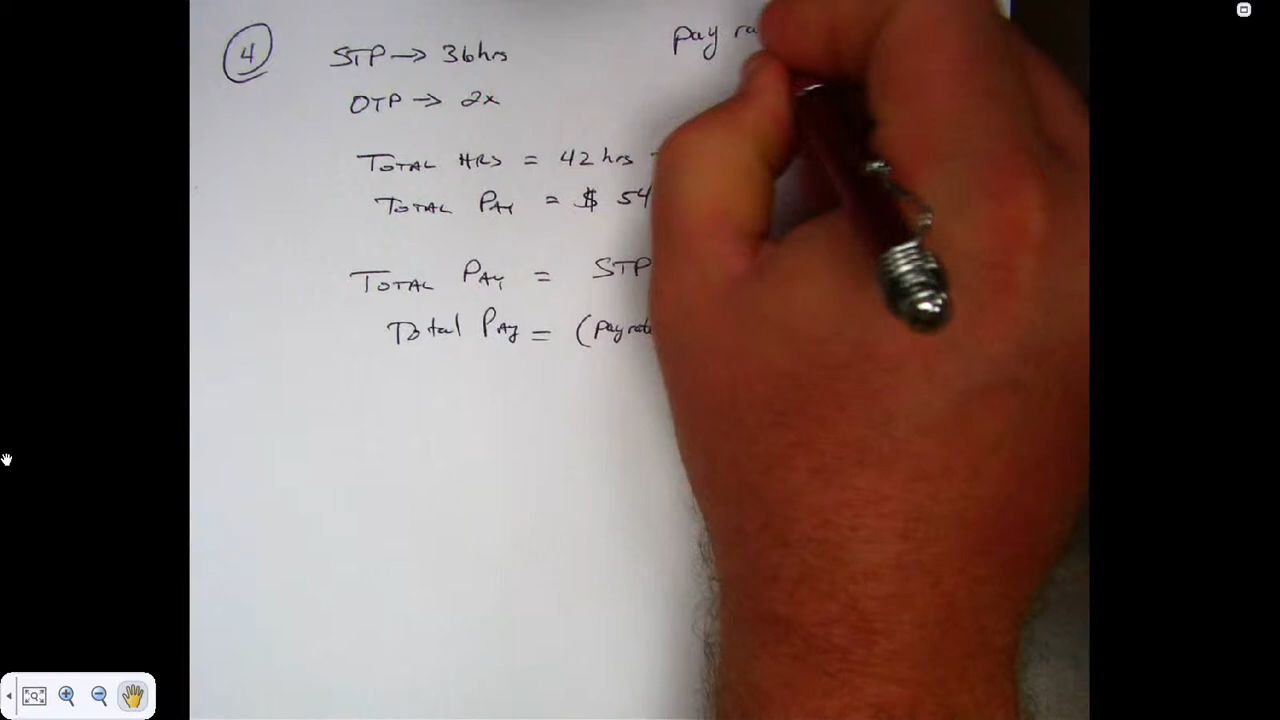 4
STP → 36hrs
pay
OTP → 2x
TOTAL HRS = 42 hrs
TOTAL PAY = $ 54
TOTAL PAY = STP
Total PAy = (pay rate